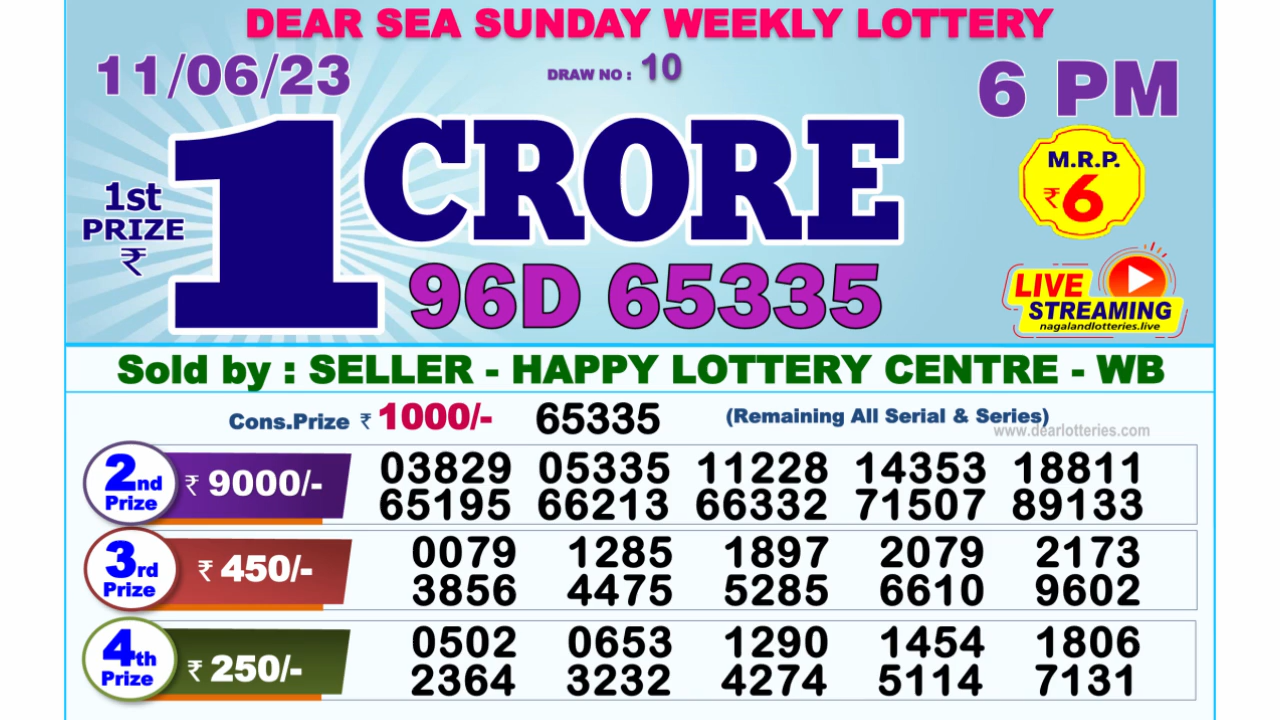 DEAR SEA SUNDAY WEEKLY LOTTERY
11/06/23
DRAW NO : 10
6 PM
1st
PRIZE
₹
1 CRORE
M.R.P.
₹6
96D 65335
LIVE
STREAMING
nagalandlotteries.live
Sold by : SELLER - HAPPY LOTTERY CENTRE - WB
Cons.Prize ₹ 1000/- 65335 (Remaining All Serial & Series)
www.dearlotteries.com
2nd Prize ₹ 9000/-
03829 05335 11228 14353 18811
65195 66213 66332 71507 89133
3rd Prize ₹ 450/-
0079 1285 1897 2079 2173
3856 4475 5285 6610 9602
4th Prize ₹ 250/-
0502 0653 1290 1454 1806
2364 3232 4274 5114 7131